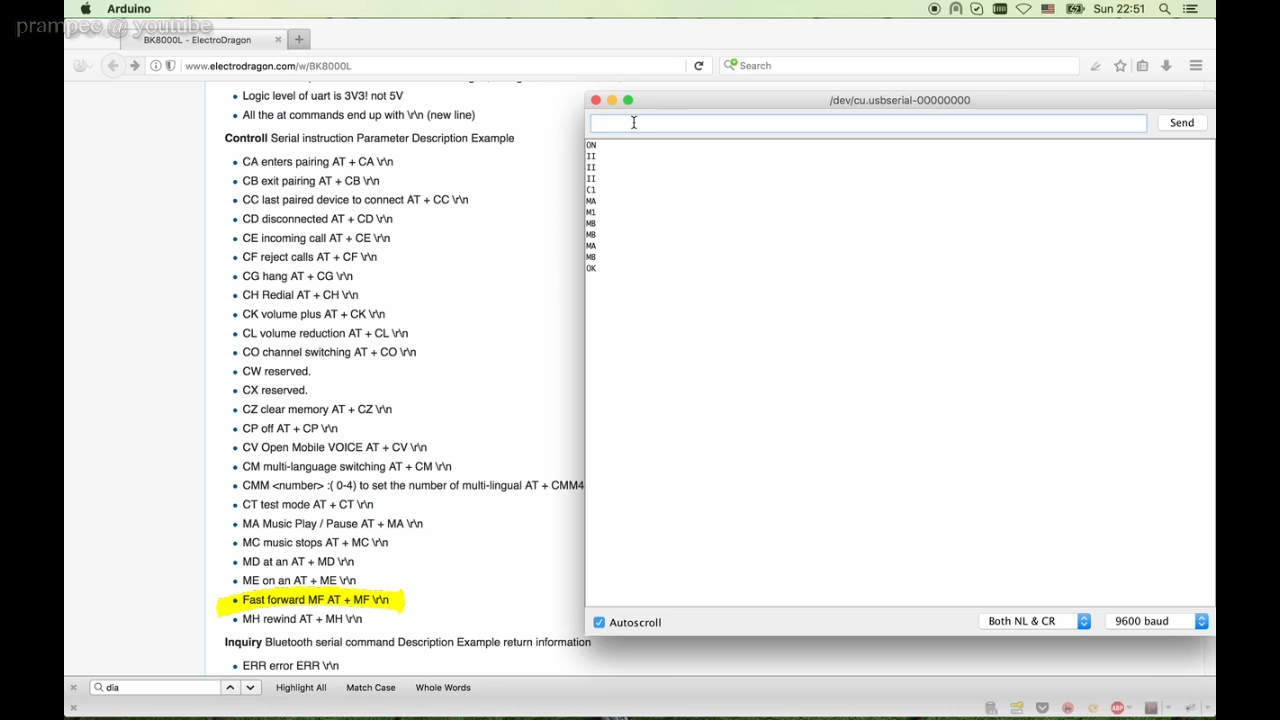 Arduino
Sun 22:51
prampec @ youtube
BK8000L - ElectroDragon
www.electrodragon.com/w/BK8000L
Search
Logic level of uart is 3V3! not 5V
All the at commands end up with \r\n (new line)
Controll Serial instruction Parameter Description Example
CA enters pairing AT + CA \r\n
CB exit pairing AT + CB \r\n
CC last paired device to connect AT + CC \r\n
CD disconnected AT + CD \r\n
CE incoming call AT + CE \r\n
CF reject calls AT + CF \r\n
CG hang AT + CG \r\n
CH Redial AT + CH \r\n
CK volume plus AT + CK \r\n
CL volume reduction AT + CL \r\n
CO channel switching AT + CO \r\n
CW reserved.
CX reserved.
CZ clear memory AT + CZ \r\n
CP off AT + CP \r\n
CV Open Mobile VOICE AT + CV \r\n
CM multi-language switching AT + CM \r\n
CMM <number> :( 0-4) to set the number of multi-lingual AT + CMM4
CT test mode AT + CT \r\n
MA Music Play / Pause AT + MA \r\n
MC music stops AT + MC \r\n
MD at an AT + MD \r\n
ME on an AT + ME \r\n
Fast forward MF AT + MF \r\n
MH rewind AT + MH \r\n
Inquiry Bluetooth serial command Description Example return information
ERR error ERR \r\n
/dev/cu.usbserial-00000000
Send
ON
II
II
II
C1
MA
M1
MB
MB
MA
MB
OK
Autoscroll
Both NL & CR
9600 baud
dia
Highlight All
Match Case
Whole Words
ABP